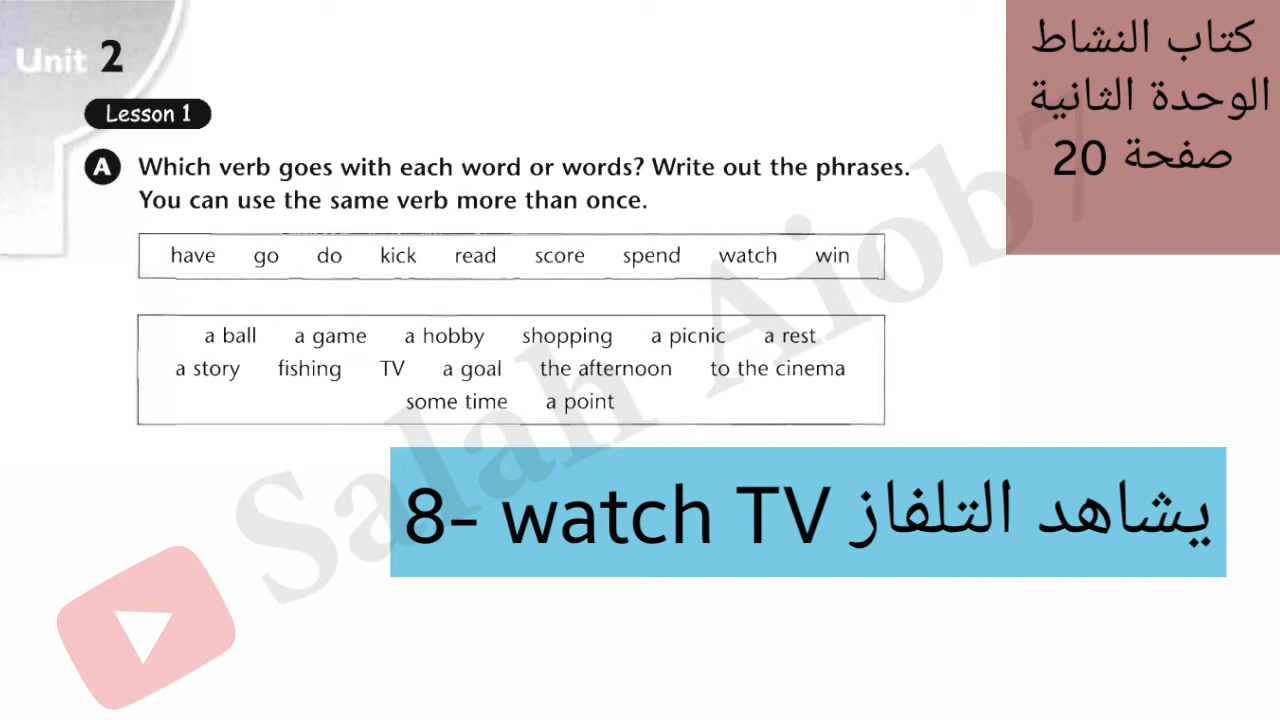 Unit 2
كتاب النشاط
الوحدة الثانية
صفحة 20
Lesson 1
A Which verb goes with each word or words? Write out the phrases.
You can use the same verb more than once.
have go do kick read score spend watch win
a ball a game a hobby shopping a picnic a rest
a story fishing TV a goal the afternoon to the cinema
some time a point
8- watch TV يشاهد التلفاز
Salah Aiob7